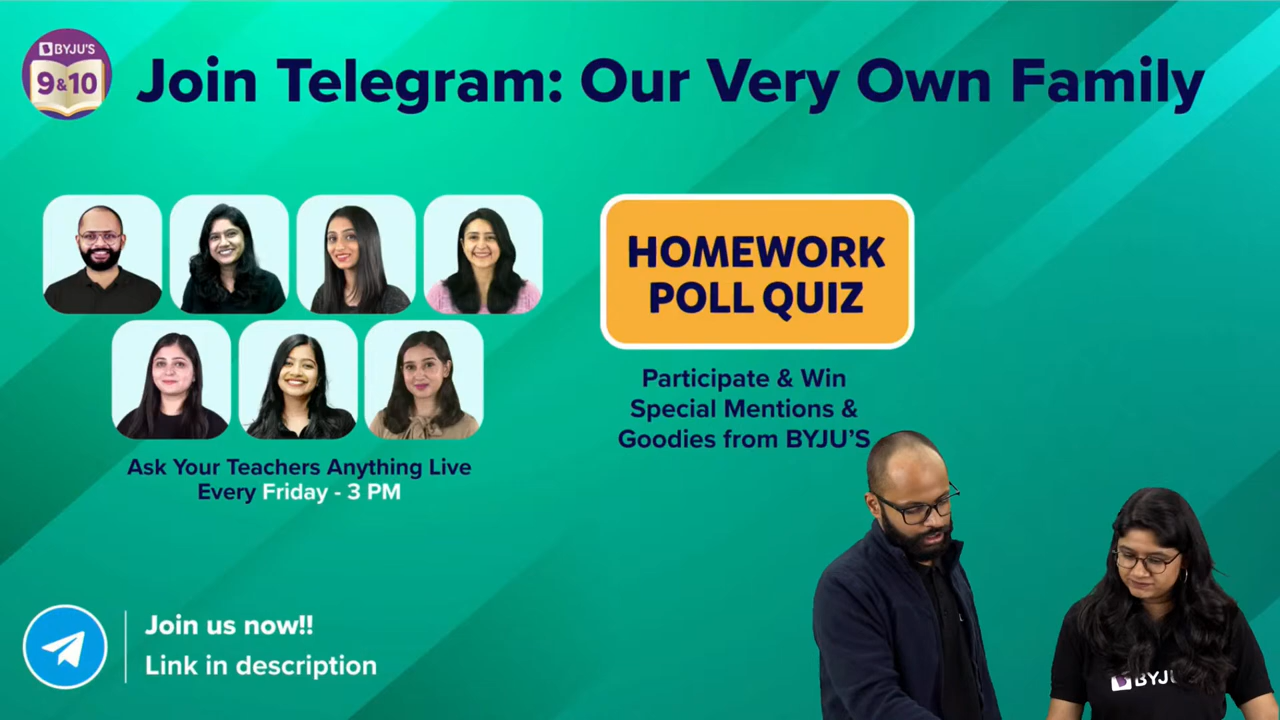 BYJU'S
9&10
Join Telegram: Our Very Own Family
HOMEWORK
POLL QUIZ
Participate & Win
Special Mentions &
Goodies from BYJU'S
Ask Your Teachers Anything Live
Every Friday - 3 PM
Join us now!!
Link in description